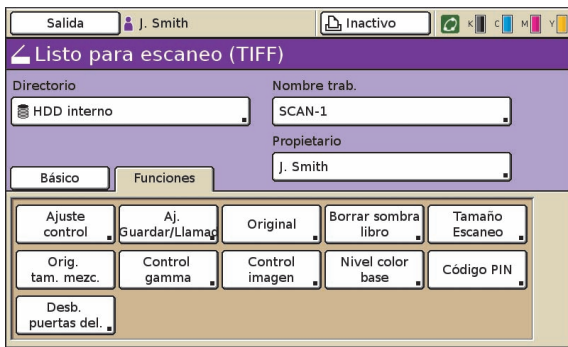 Salida
J. Smith
Inactivo
K C M Y
Listo para escaneo (TIFF)
Directorio
Nombre trab.
HDD interno
SCAN-1
Propietario
J. Smith
Básico
Funciones
Ajuste
control
Aj.
Guardar/Llamad
Original
Borrar sombra
libro
Tamaño
Escaneo
Orig.
tam. mezc.
Control
gamma
Control
imagen
Nivel color
base
Código PIN
Desb.
puertas del.